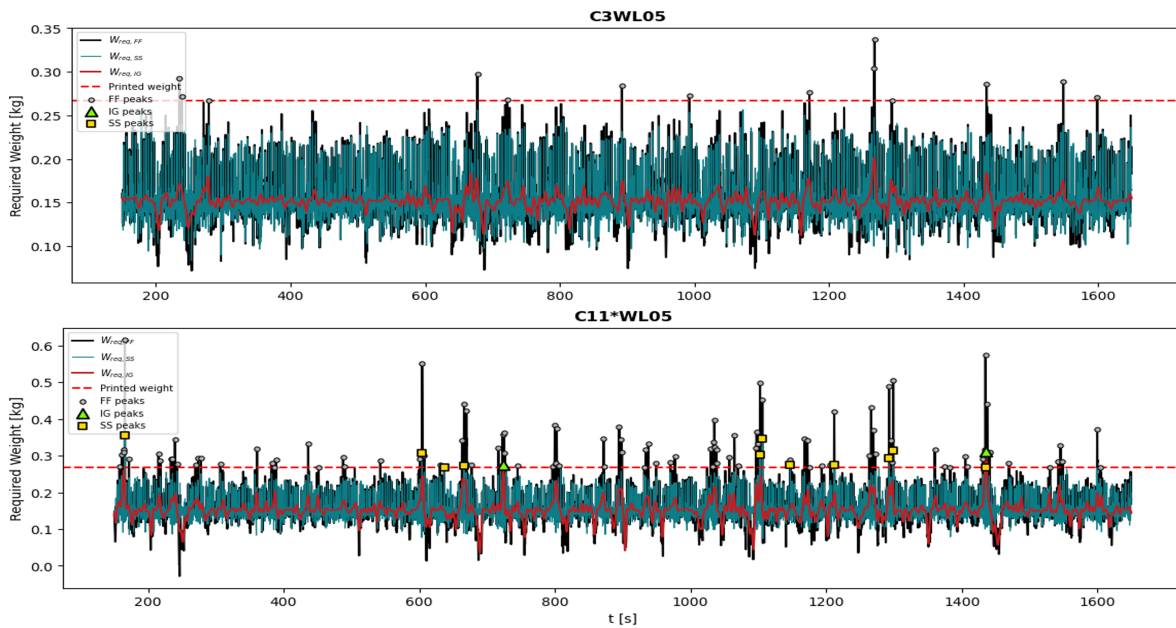 C3WL05
0.35
0.30
0.25
0.20
0.15
0.10
Required Weight [kg]
W_req, FF
W_req, SS
W_req, IG
Printed weight
FF peaks
IG peaks
SS peaks
200 400 600 800 1000 1200 1400 1600
C11*WL05
0.6
0.5
0.4
0.3
0.2
0.1
0.0
Required Weight [kg]
W_req, FF
W_req, SS
W_req, IG
Printed weight
FF peaks
IG peaks
SS peaks
200 400 600 800 1000 1200 1400 1600
t [s]